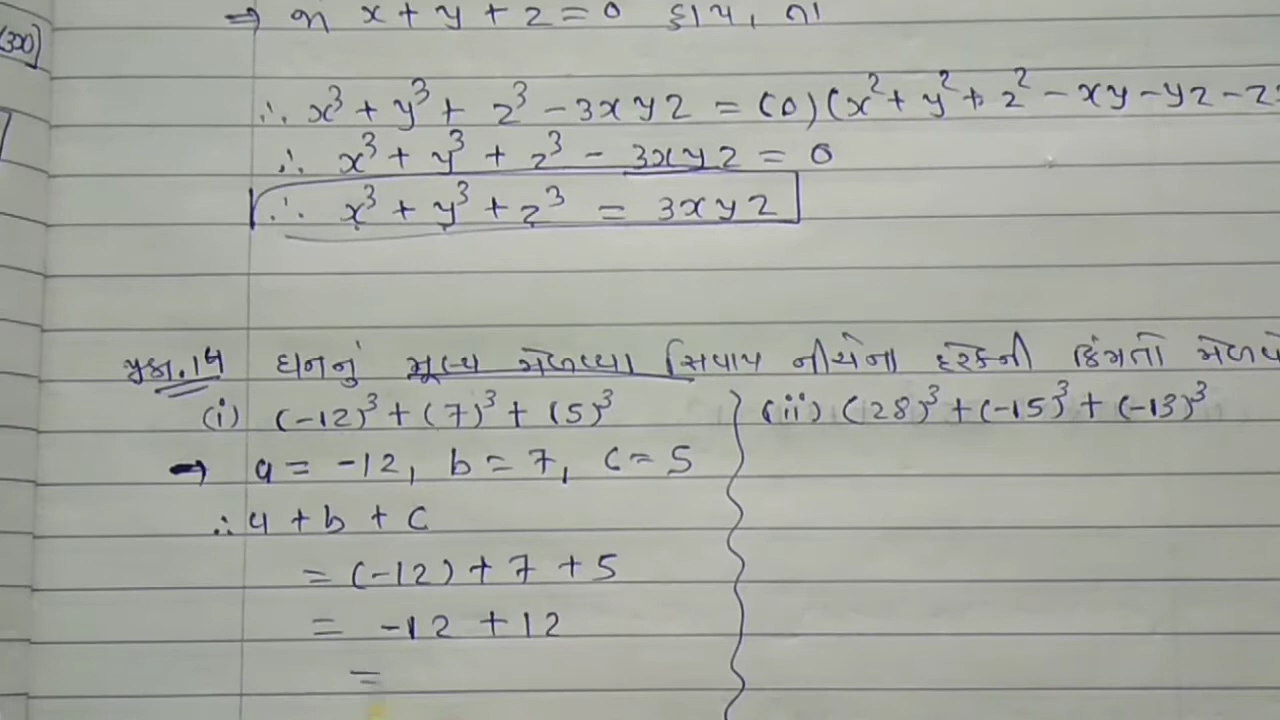 ⇒ જો x + y + z = 0 હોય, તો
(300)
∴ x³ + y³ + z³ - 3xyz = (0)(x² + y² + z² - xy - yz - z
∴ x³ + y³ + z³ - 3xyz = 0
∴ x³ + y³ + z³ = 3xyz
પ્રશ્ન.14 ઘનનું મૂલ્ય મેળવ્યા સિવાય નીચેના દરેકની કિંમતો મેળવો
(i) (-12)³ + (7)³ + (5)³
(ii) (28)³ + (-15)³ + (-13)³
→ a = -12, b = 7, c = 5
∴ a + b + c
= (-12) + 7 + 5
= -12 + 12
=